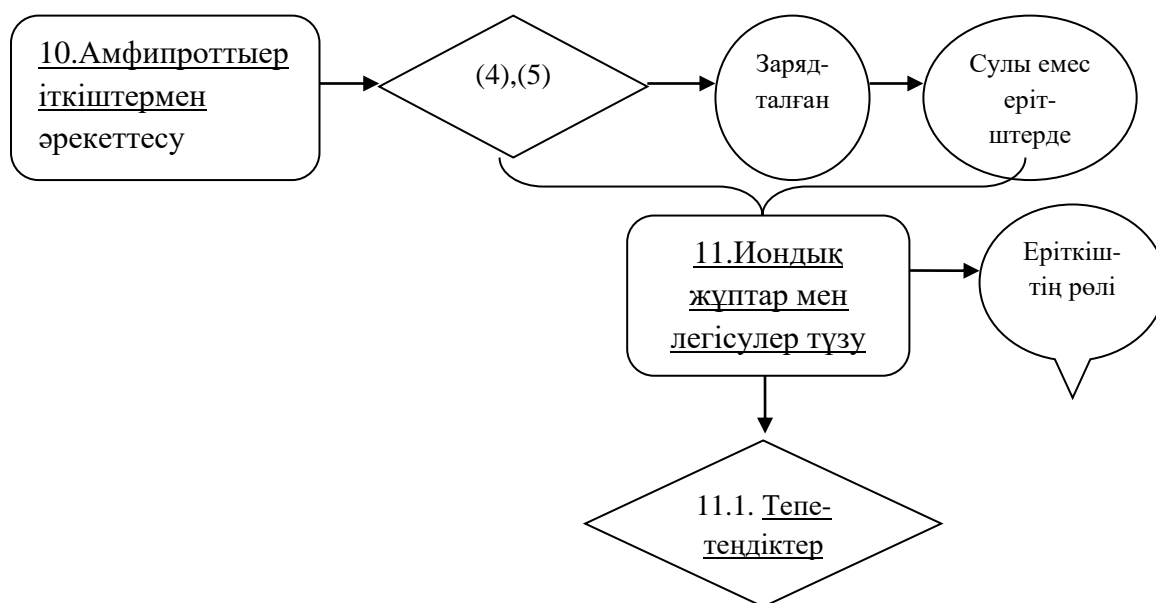 10.Амфипроттыер
іткіштермен
әрекеттесу
(4),(5)
Заряд-
талған
Сулы емес
еріт-
штерде
11.Иондық
жұптар мен
легісулер түзу
Еріткіш-
тің рөлі
11.1. Тепе-
теңдіктер